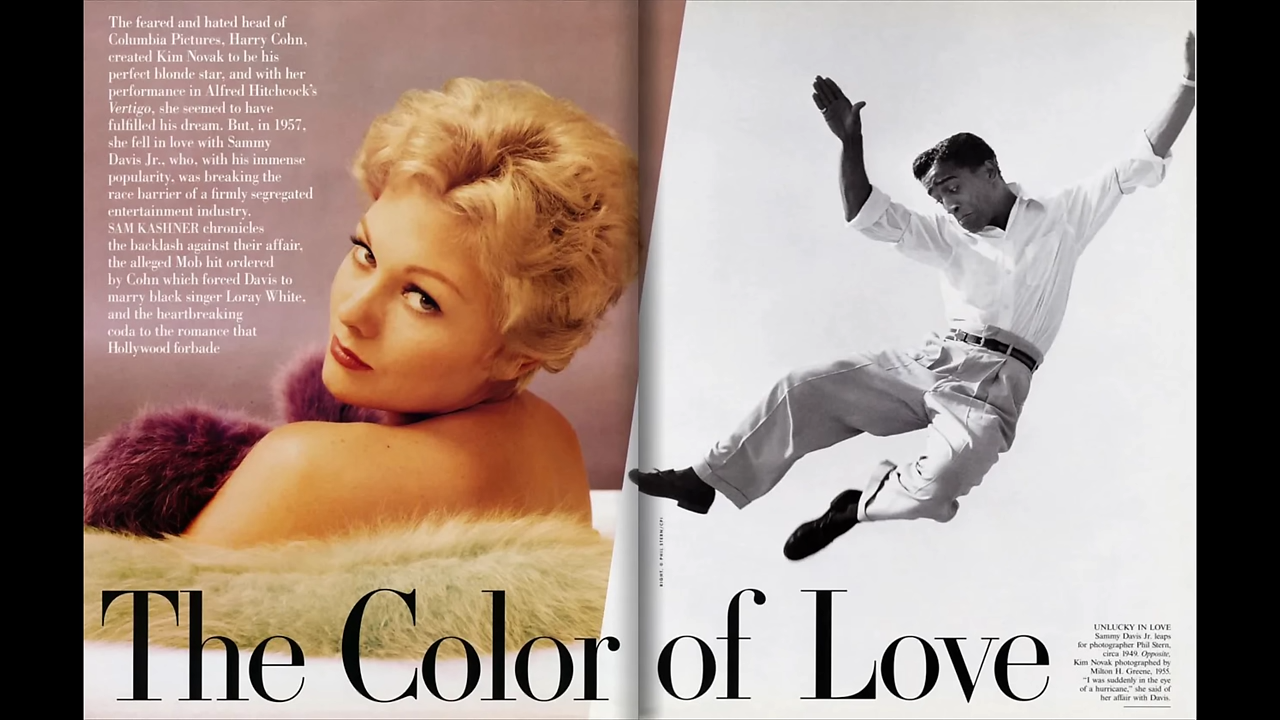 The feared and hated head of
Columbia Pictures, Harry Cohn,
created Kim Novak to be his
perfect blonde star, and with her
performance in Alfred Hitchcock's
Vertigo, she seemed to have
fulfilled his dream. But, in 1957,
she fell in love with Sammy
Davis Jr., who, with his immense
popularity, was breaking the
race barrier of a firmly segregated
entertainment industry.
SAM KASHNER chronicles
the backlash against their affair,
the alleged Mob hit ordered
by Cohn which forced Davis to
marry black singer Loray White,
and the heartbreaking
coda to the romance that
Hollywood forbade
RIGHT, © PHIL STERN/CPI
The Color of Love
UNLUCKY IN LOVE
Sammy Davis Jr. leaps
for photographer Phil Stern,
circa 1949. Opposite,
Kim Novak photographed by
Milton H. Greene, 1955.
"I was suddenly in the eye
of a hurricane," she said of
her affair with Davis.